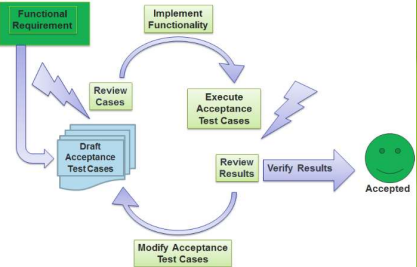 Functional
Requirement
Implement
Functionality
Review
Cases
Execute
Acceptance
Test Cases
Draft
Acceptance
Test Cases
Review
Results
Verify Results
Accepted
Modify Acceptance
Test Cases